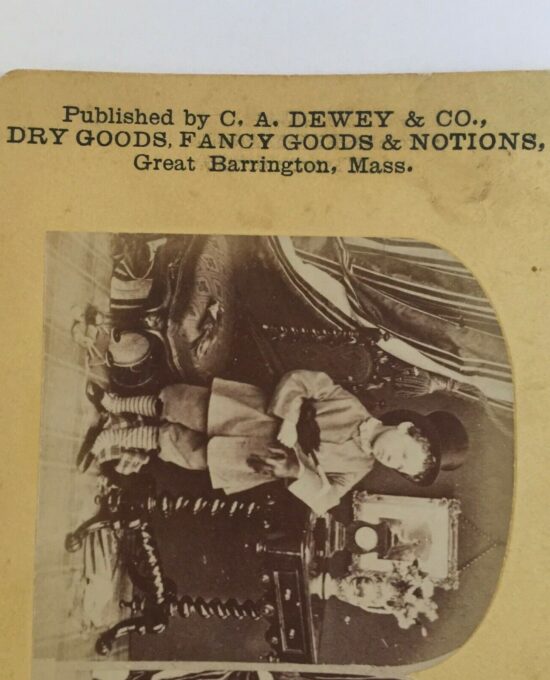 Published by C. A. DEWEY & CO.,
DRY GOODS, FANCY GOODS & NOTIONS,
Great Barrington, Mass.